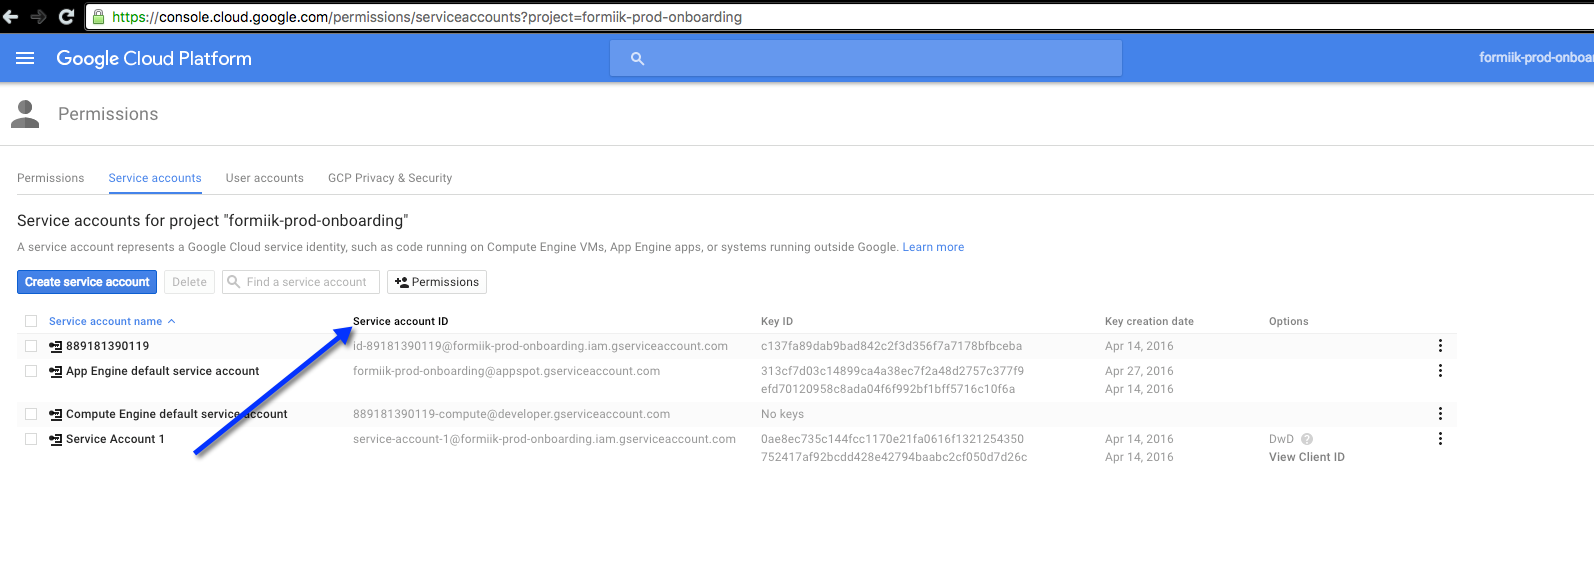 https://console.cloud.google.com/permissions/serviceaccounts?project=formiik-prod-onboarding
Google Cloud Platform
formiik-prod-onboar
Permissions
Permissions Service accounts User accounts GCP Privacy & Security
Service accounts for project "formiik-prod-onboarding"
A service account represents a Google Cloud service identity, such as code running on Compute Engine VMs, App Engine apps, or systems running outside Google. Learn more
Create service account Delete Find a service account Permissions
Service account name Service account ID Key ID Key creation date Options
889181390119 id-89181390119@formiik-prod-onboarding.iam.gserviceaccount.com c137fa89dab9bad842c2f3d356f7a7178bfbceba Apr 14, 2016
App Engine default service account formiik-prod-onboarding@appspot.gserviceaccount.com 313cf7d03c14899ca4a38ec7f2a48d2757c377f9 Apr 27, 2016
efd70120958c8ada04f6f992bf1bff5716c10f6a Apr 14, 2016
Compute Engine default service account 889181390119-compute@developer.gserviceaccount.com No keys
Service Account 1 service-account-1@formiik-prod-onboarding.iam.gserviceaccount.com 0ae8ec735c144fcc1170e21fa0616f1321254350 Apr 14, 2016 DwD ?
752417af92bcdd428e42794baabc2cf050d7d26c Apr 14, 2016 View Client ID